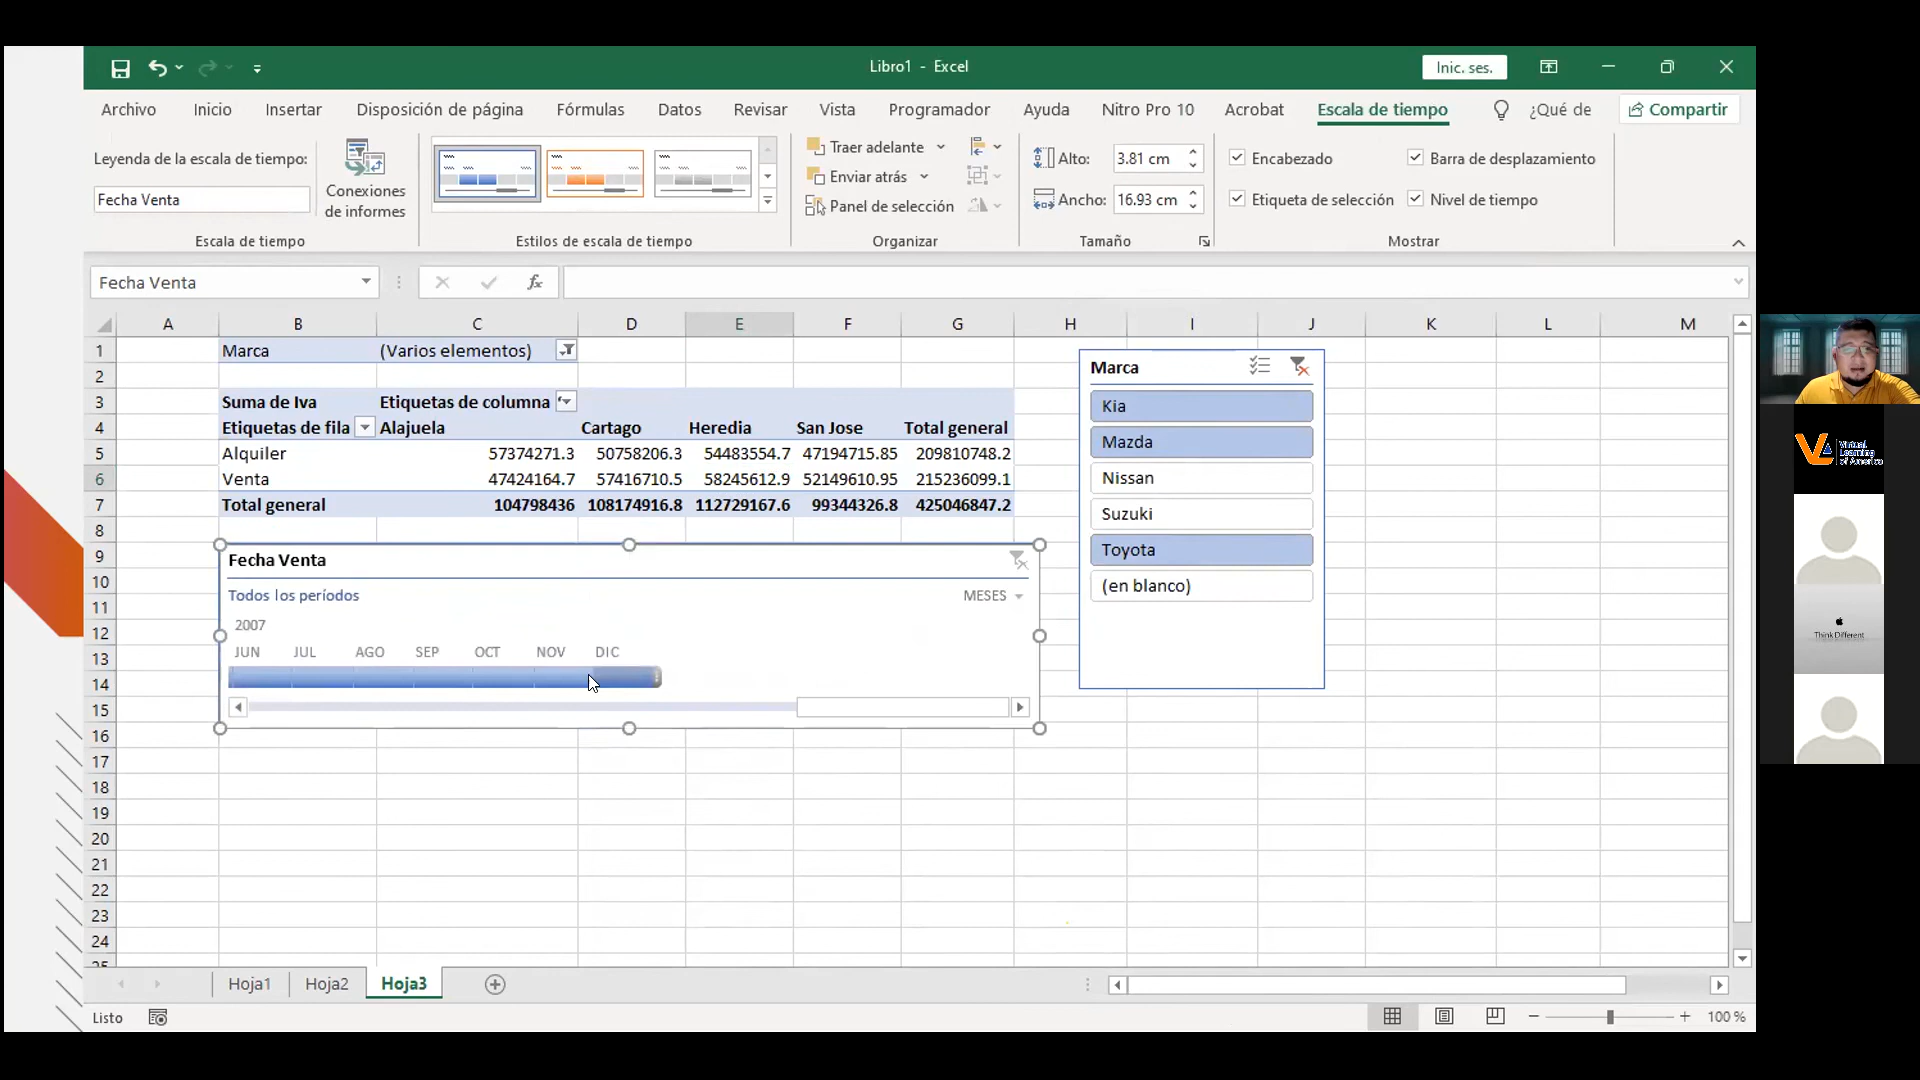 Libro1 - Excel
Inic. ses.
Archivo Inicio Insertar Disposición de página Fórmulas Datos Revisar Vista Programador Ayuda Nitro Pro 10 Acrobat Escala de tiempo ¿Qué de Compartir
Leyenda de la escala de tiempo:
Fecha Venta
Conexiones
de informes
Traer adelante
Enviar atrás
Panel de selección
Alto: 3.81 cm
Ancho: 16.93 cm
Encabezado Barra de desplazamiento
Etiqueta de selección Nivel de tiempo
Escala de tiempo Estilos de escala de tiempo Organizar Tamaño Mostrar
Fecha Venta fx
A B C D E F G H I J K L M
1 Marca (Varios elementos)
2
3 Suma de Iva Etiquetas de columna
4 Etiquetas de fila Alajuela Cartago Heredia San Jose Total general
5 Alquiler 57374271.3 50758206.3 54483554.7 47194715.85 209810748.2
6 Venta 47424164.7 57416710.5 58245612.9 52149610.95 215236099.1
7 Total general 104798436 108174916.8 112729167.6 99344326.8 425046847.2
8
9
10
11
12
13
14
15
16
17
18
19
20
21
22
23
24
25
Fecha Venta
Todos los períodos MESES
2007
JUN JUL AGO SEP OCT NOV DIC
Marca
Kia
Mazda
Nissan
Suzuki
Toyota
(en blanco)
Hoja1 Hoja2 Hoja3
Listo 100 %
Virtual
Learning
of America
Think Different